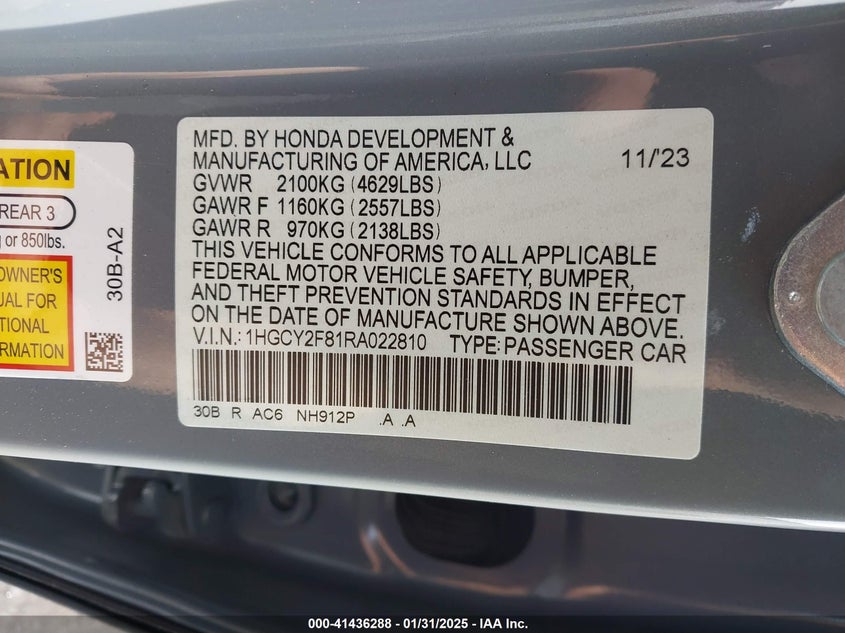 ATION
REAR 3
g or 850lbs.
OWNER'S
UAL FOR
TIONAL
FORMATION
30B-A2
MFD. BY HONDA DEVELOPMENT &
MANUFACTURING OF AMERICA, LLC 11/'23
GVWR 2100KG (4629LBS)
GAWR F 1160KG (2557LBS)
GAWR R 970KG (2138LBS)
THIS VEHICLE CONFORMS TO ALL APPLICABLE
FEDERAL MOTOR VEHICLE SAFETY, BUMPER,
AND THEFT PREVENTION STANDARDS IN EFFECT
ON THE DATE OF MANUFACTURE SHOWN ABOVE.
V.I.N.: 1HGCY2F81RA022810 TYPE: PASSENGER CAR
30B R AC6 NH912P .A .A
000-41436288 - 01/31/2025 - IAA Inc.